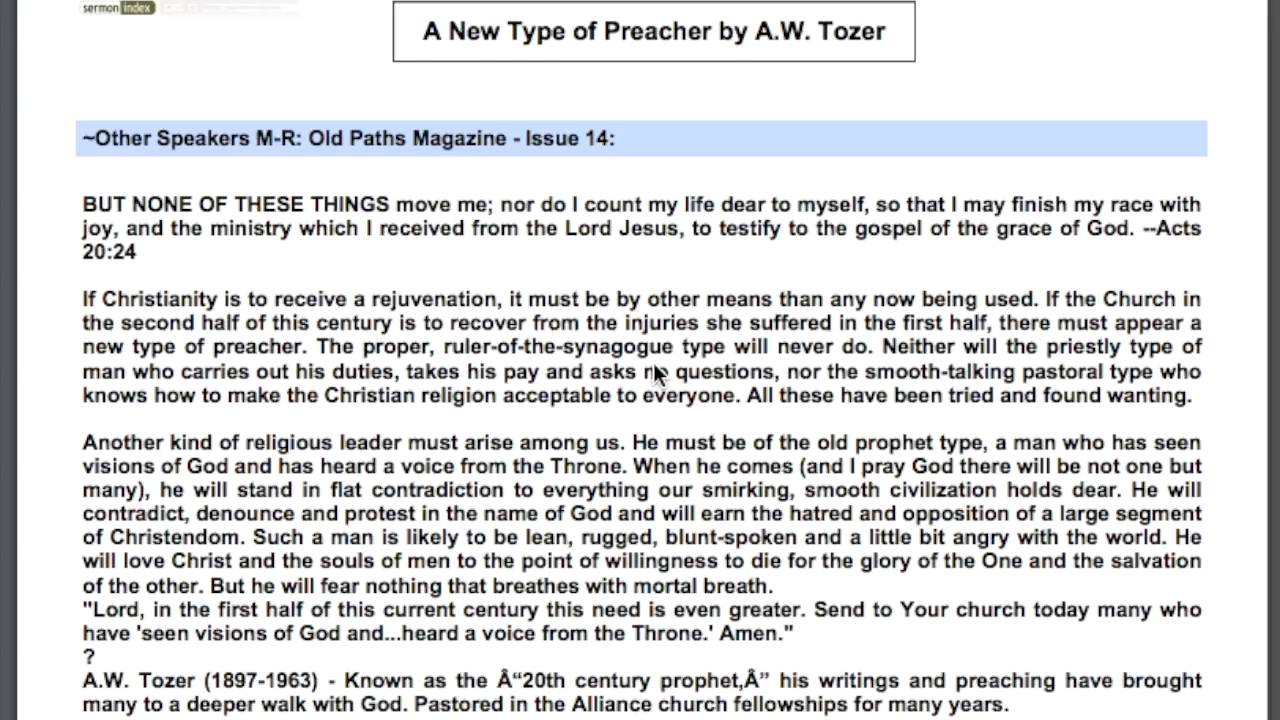 sermon index
A New Type of Preacher by A.W. Tozer
~Other Speakers M-R: Old Paths Magazine - Issue 14:
BUT NONE OF THESE THINGS move me; nor do I count my life dear to myself, so that I may finish my race with
joy, and the ministry which I received from the Lord Jesus, to testify to the gospel of the grace of God. --Acts
20:24
If Christianity is to receive a rejuvenation, it must be by other means than any now being used. If the Church in
the second half of this century is to recover from the injuries she suffered in the first half, there must appear a
new type of preacher. The proper, ruler-of-the-synagogue type will never do. Neither will the priestly type of
man who carries out his duties, takes his pay and asks no questions, nor the smooth-talking pastoral type who
knows how to make the Christian religion acceptable to everyone. All these have been tried and found wanting.
Another kind of religious leader must arise among us. He must be of the old prophet type, a man who has seen
visions of God and has heard a voice from the Throne. When he comes (and I pray God there will be not one but
many), he will stand in flat contradiction to everything our smirking, smooth civilization holds dear. He will
contradict, denounce and protest in the name of God and will earn the hatred and opposition of a large segment
of Christendom. Such a man is likely to be lean, rugged, blunt-spoken and a little bit angry with the world. He
will love Christ and the souls of men to the point of willingness to die for the glory of the One and the salvation
of the other. But he will fear nothing that breathes with mortal breath.
"Lord, in the first half of this current century this need is even greater. Send to Your church today many who
have 'seen visions of God and...heard a voice from the Throne.' Amen."
?
A.W. Tozer (1897-1963) - Known as the Â“20th century prophet,Â” his writings and preaching have brought
many to a deeper walk with God. Pastored in the Alliance church fellowships for many years.